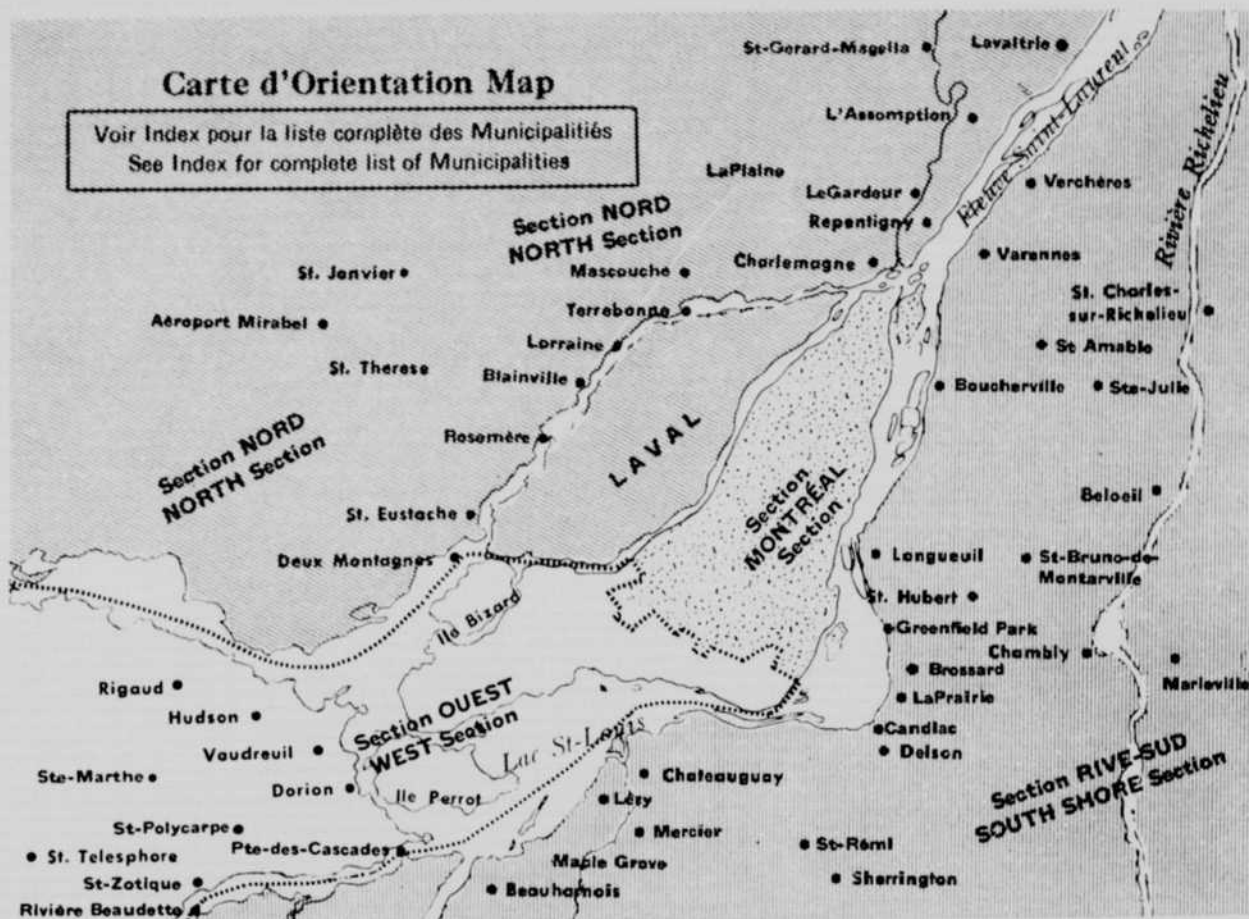 Carte d'Orientation Map
Voir Index pour la liste complète des Municipalitiés
See Index for complete list of Municipalities
St-Gerard-Magella
Lavaltrie
L'Assomption
Fleuve Saint-Laurent
Rivière Richelieu
LaPlaine
LeGardeur
Verchères
Repentigny
Section NORD
NORTH Section
St. Janvier
Mascouche
Charlemagne
Varennes
Aéroport Mirabel
Terrebonne
St. Charles-
sur-Richelieu
Lorraine
St Amable
St. Therese
Blainville
Boucherville
Ste-Julie
Rosemère
Section NORD
NORTH Section
LAVAL
Section
MONTRÉAL
Section
Beloeil
St. Eustache
Deux Montagnes
Longueuil
St-Bruno-de-
Montarville
Ile Bizard
St. Hubert
Greenfield Park
Chambly
Brossard
Marieville
Rigaud
LaPrairie
Hudson
Section OUEST
WEST Section
Candiac
Vaudreuil
Lac St-Louis
Delson
Ste-Marthe
Chateauguay
Section RIVE-SUD
SOUTH SHORE Section
Dorion
Ile Perrot
Léry
St-Polycarpe
Mercier
St. Telesphore
Pte-des-Cascades
St-Rémi
Maple Grove
St-Zotique
Beauharnois
Sherrington
Rivière Beaudette